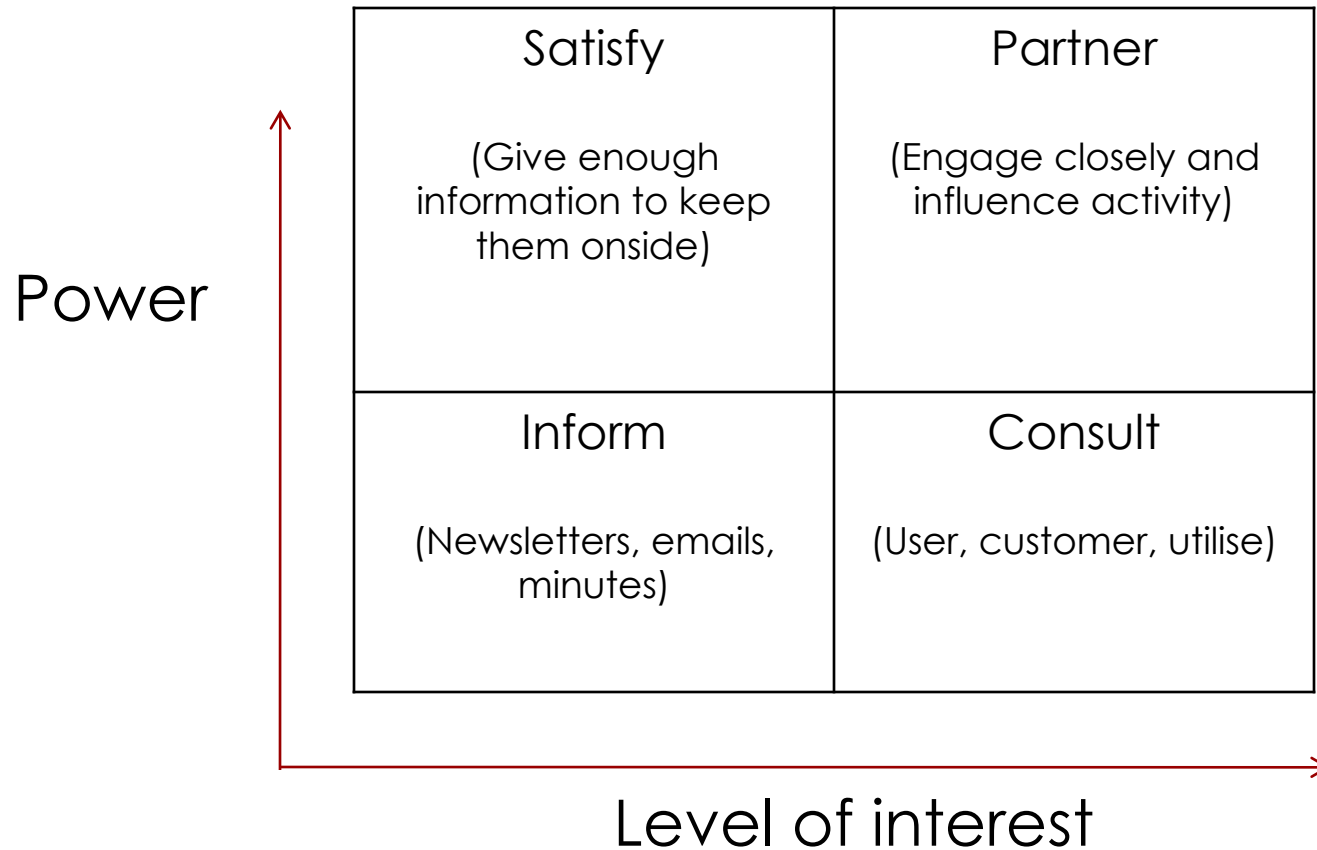 Satisfy
(Give enough
information to keep
them onside)
Partner
(Engage closely and
influence activity)
Power
Inform
(Newsletters, emails,
minutes)
Consult
(User, customer, utilise)
Level of interest